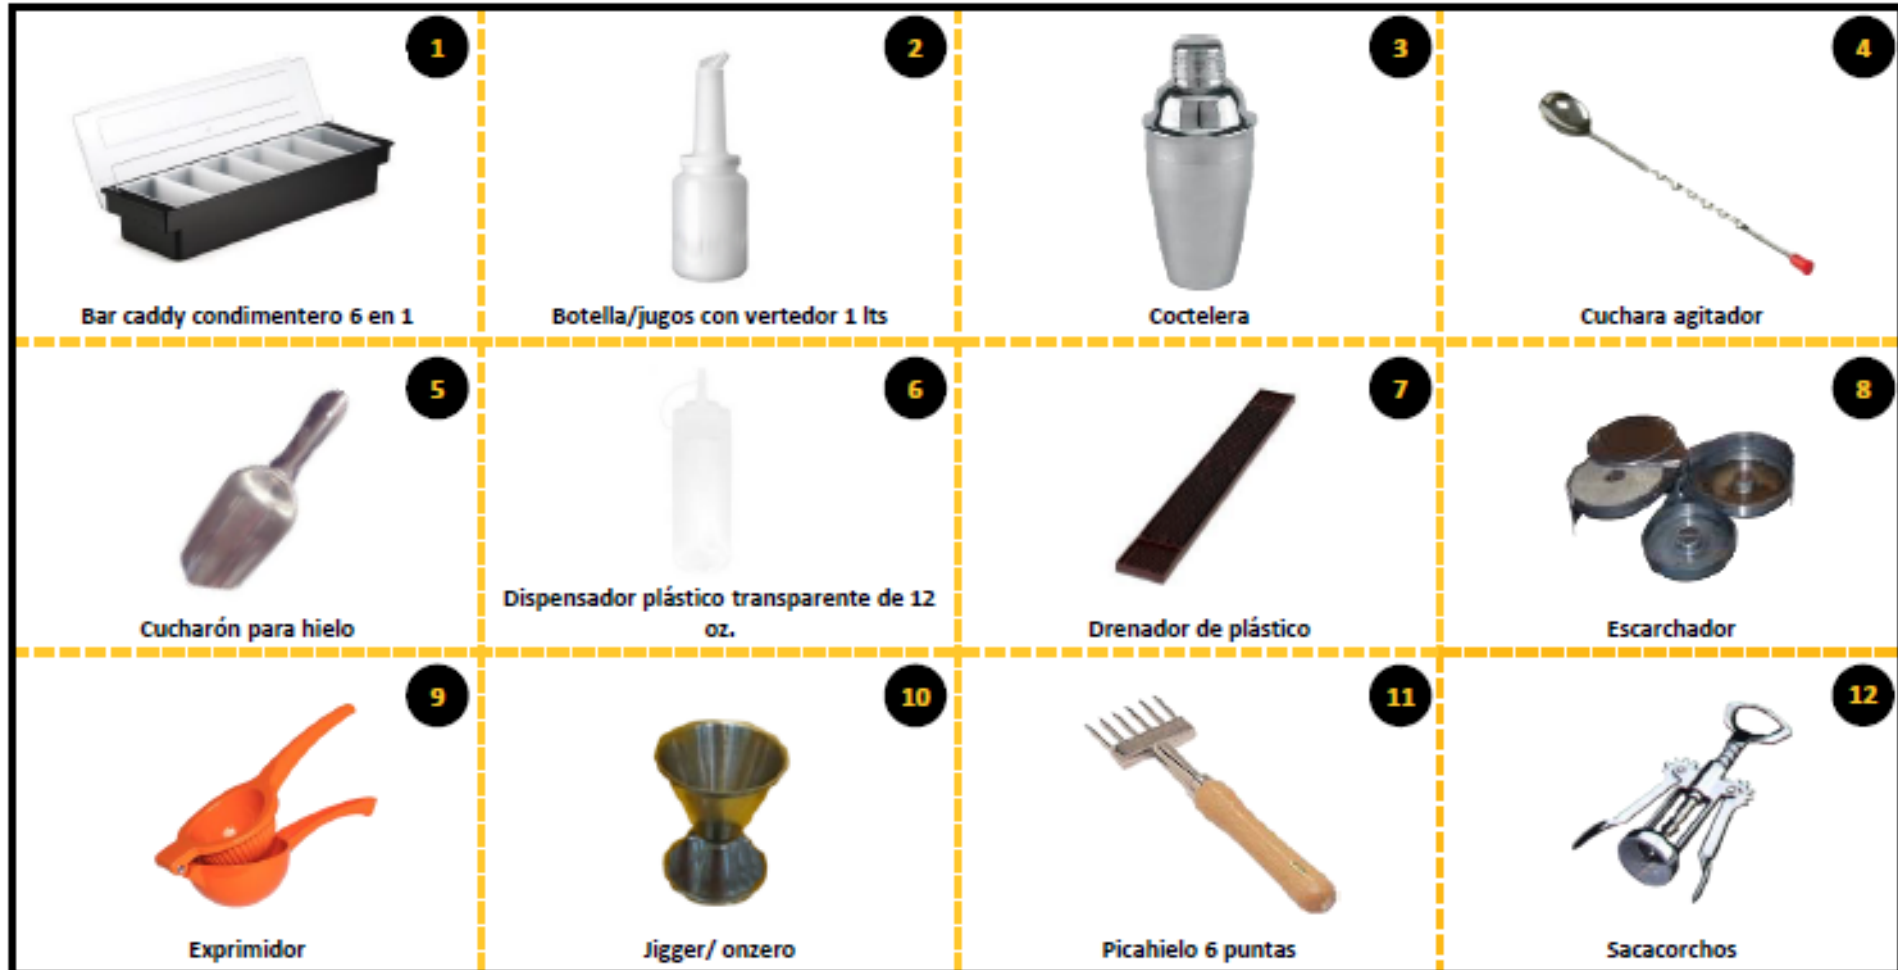 1
Bar caddy condimentero 6 en 1
2
Botella/jugos con vertedor 1 lts
3
Coctelera
4
Cuchara agitador
5
Cucharón para hielo
6
Dispensador plástico transparente de 12
oz.
7
Drenador de plástico
8
Escarchador
9
Exprimidor
10
Jigger/ onzero
11
Picahielo 6 puntas
12
Sacacorchos